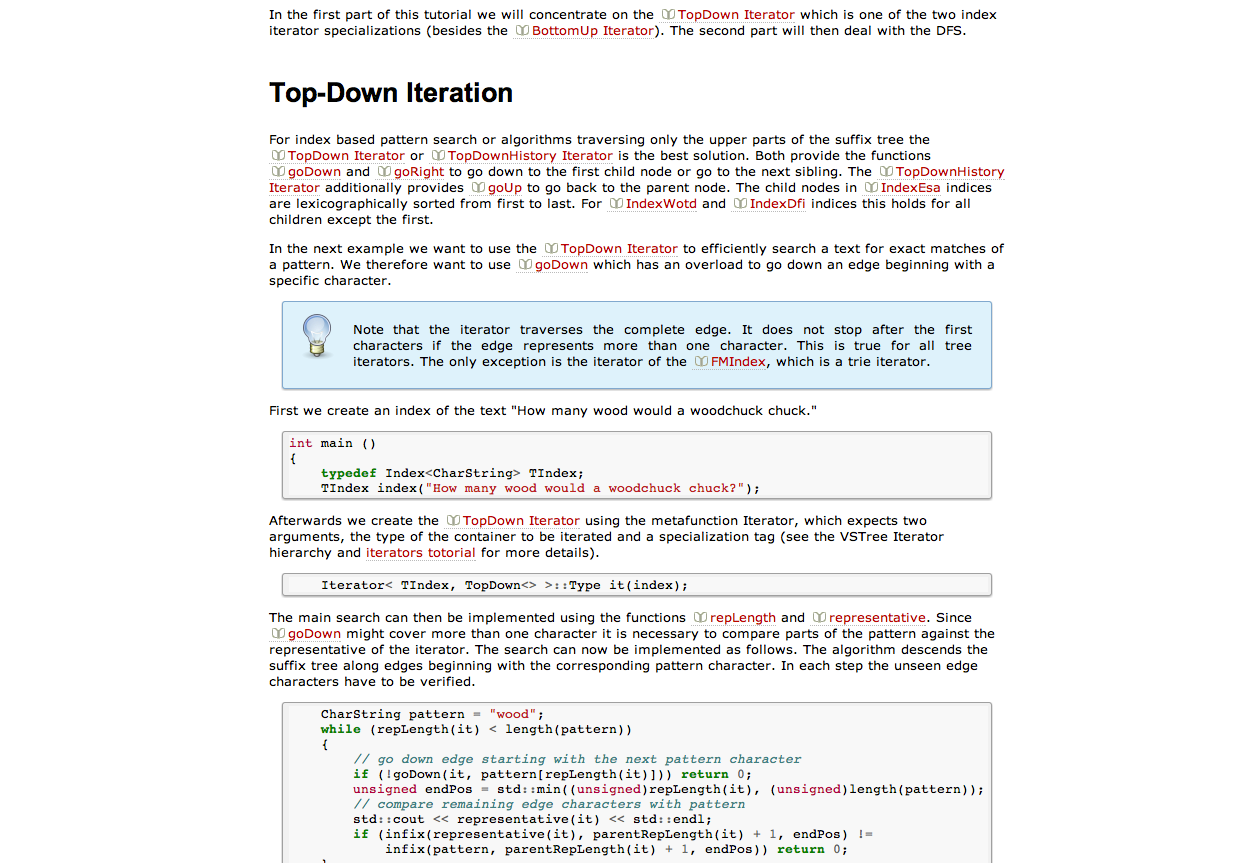 In the first part of this tutorial we will concentrate on the TopDown Iterator which is one of the two index
iterator specializations (besides the BottomUp Iterator). The second part will then deal with the DFS.
Top-Down Iteration
For index based pattern search or algorithms traversing only the upper parts of the suffix tree the
TopDown Iterator or TopDownHistory Iterator is the best solution. Both provide the functions
goDown and goRight to go down to the first child node or go to the next sibling. The TopDownHistory
Iterator additionally provides goUp to go back to the parent node. The child nodes in IndexEsa indices
are lexicographically sorted from first to last. For IndexWotd and IndexDfi indices this holds for all
children except the first.
In the next example we want to use the TopDown Iterator to efficiently search a text for exact matches of
a pattern. We therefore want to use goDown which has an overload to go down an edge beginning with a
specific character.
Note that the iterator traverses the complete edge. It does not stop after the first
characters if the edge represents more than one character. This is true for all tree
iterators. The only exception is the iterator of the FMIndex, which is a trie iterator.
First we create an index of the text "How many wood would a woodchuck chuck."
int main ()
{
    typedef Index<CharString> TIndex;
    TIndex index("How many wood would a woodchuck chuck?");
Afterwards we create the TopDown Iterator using the metafunction Iterator, which expects two
arguments, the type of the container to be iterated and a specialization tag (see the VSTree Iterator
hierarchy and iterators totorial for more details).
    Iterator< TIndex, TopDown<> >::Type it(index);
The main search can then be implemented using the functions repLength and representative. Since
goDown might cover more than one character it is necessary to compare parts of the pattern against the
representative of the iterator. The search can now be implemented as follows. The algorithm descends the
suffix tree along edges beginning with the corresponding pattern character. In each step the unseen edge
characters have to be verified.
    CharString pattern = "wood";
    while (repLength(it) < length(pattern))
    {
        // go down edge starting with the next pattern character
        if (!goDown(it, pattern[repLength(it)])) return 0;
        unsigned endPos = std::min((unsigned)repLength(it), (unsigned)length(pattern));
        // compare remaining edge characters with pattern
        std::cout << representative(it) << std::endl;
        if (infix(representative(it), parentRepLength(it) + 1, endPos) !=
            infix(pattern, parentRepLength(it) + 1, endPos)) return 0;